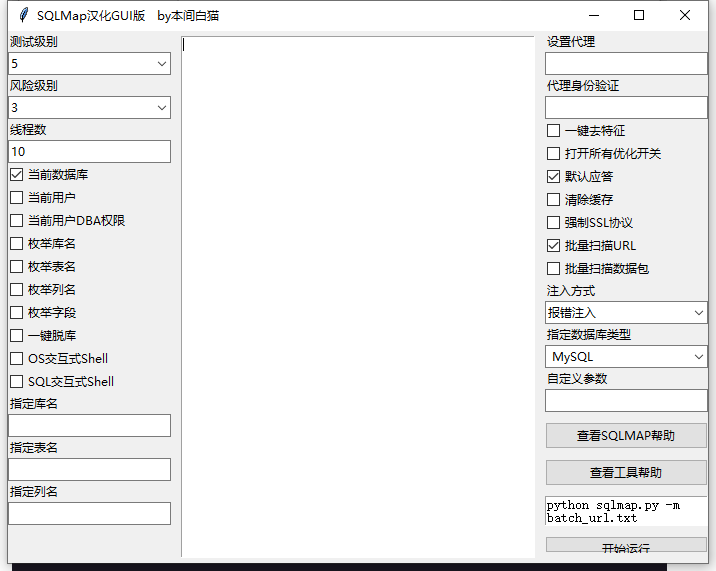 SQLMap汉化GUI版 by本间白猫
测试级别
5
风险级别
3
线程数
10
当前数据库
当前用户
当前用户DBA权限
枚举库名
枚举表名
枚举列名
枚举字段
一键脱库
OS交互式Shell
SQL交互式Shell
指定库名
指定表名
指定列名
设置代理
代理身份验证
一键去特征
打开所有优化开关
默认应答
清除缓存
强制SSL协议
批量扫描URL
批量扫描数据包
注入方式
报错注入
指定数据库类型
MySQL
自定义参数
查看SQLMAP帮助
查看工具帮助
python sqlmap.py -m
batch_url.txt
开始运行